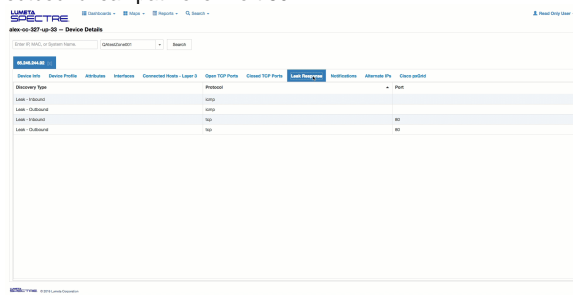 LUMETA
SPECTRE
Dashboards Maps Reports Search Read Only User
alex-oc-327-up-33 — Device Details
Enter IP, MAC, or System Name. Search
Device Info Device Profile Attributes Interfaces Connected Hosts - Layer 3 Open TCP Ports Closed TCP Ports Leak Response Notifications Alternate IPs Cisco pxGrid
Discovery Type Protocol Port
Leak - Inbound icmp
Leak - Outbound icmp
Leak - Inbound tcp 80
Leak - Outbound tcp 80
Lumeta Corporation